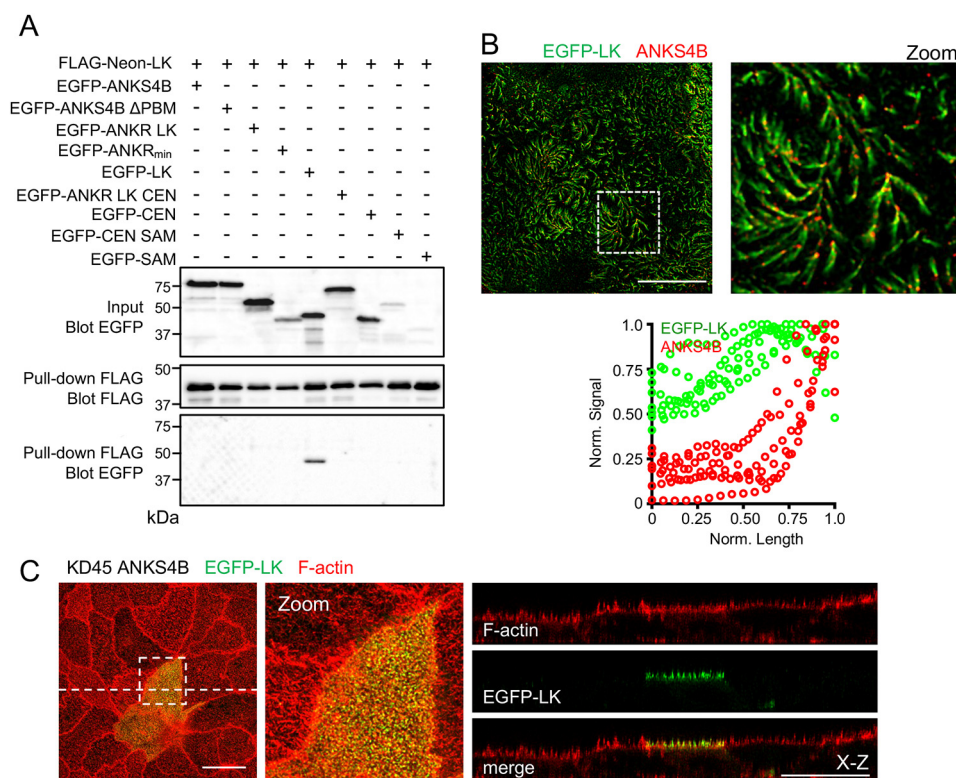 A
FLAG-Neon-LK + + + + + + + + +
EGFP-ANKS4B + - - - - - - - -
EGFP-ANKS4B ΔPBM - + - - - - - - -
EGFP-ANKR LK - - + - - - - - -
EGFP-ANKRmin - - - + - - - - -
EGFP-LK - - - - + - - - -
EGFP-ANKR LK CEN - - - - - + - - -
EGFP-CEN - - - - - - + - -
EGFP-CEN SAM - - - - - - - + -
EGFP-SAM - - - - - - - - +
Input
Blot EGFP
75
50
37
Pull-down FLAG
Blot FLAG
50
37
Pull-down FLAG
Blot EGFP
75
50
37
kDa
B
EGFP-LK ANKS4B
Zoom
EGFP-LK
ANKS4B
Norm. Signal
1.0
0.75
0.50
0.25
0
0 0.25 0.50 0.75 1.0
Norm. Length
C
KD45 ANKS4B EGFP-LK F-actin
Zoom
F-actin
EGFP-LK
merge
X-Z